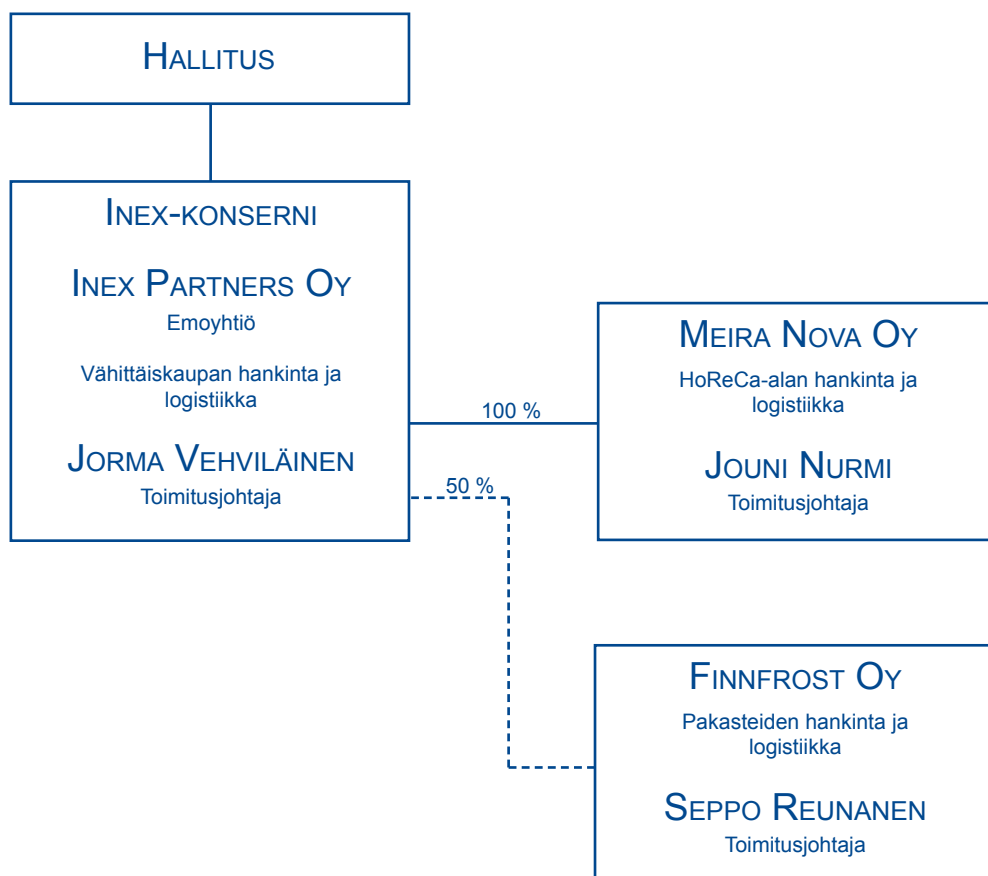 HALLITUS
INEX-KONSERNI
INEX PARTNERS OY
Emoyhtiö
Vähittäiskaupan hankinta ja
logistiikka
JORMA VEHVILÄINEN
Toimitusjohtaja
100 %
50 %
MEIRA NOVA OY
HoReCa-alan hankinta ja
logistiikka
JOUNI NURMI
Toimitusjohtaja
FINNFROST OY
Pakasteiden hankinta ja
logistiikka
SEPPO REUNANEN
Toimitusjohtaja